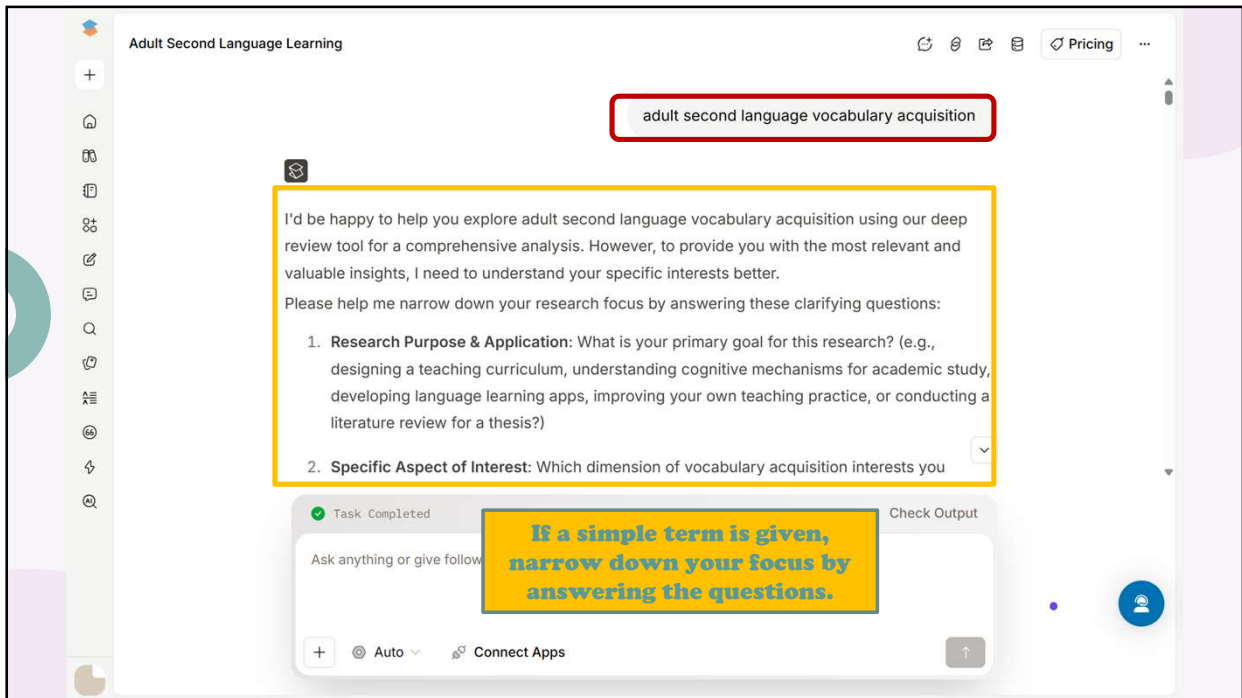 Adult Second Language Learning
Pricing
adult second language vocabulary acquisition
I'd be happy to help you explore adult second language vocabulary acquisition using our deep
review tool for a comprehensive analysis. However, to provide you with the most relevant and
valuable insights, I need to understand your specific interests better.
Please help me narrow down your research focus by answering these clarifying questions:
1. Research Purpose & Application: What is your primary goal for this research? (e.g.,
designing a teaching curriculum, understanding cognitive mechanisms for academic study,
developing language learning apps, improving your own teaching practice, or conducting a
literature review for a thesis?)
2. Specific Aspect of Interest: Which dimension of vocabulary acquisition interests you
Task Completed
Check Output
Ask anything or give follow
If a simple term is given,
narrow down your focus by
answering the questions.
Auto
Connect Apps